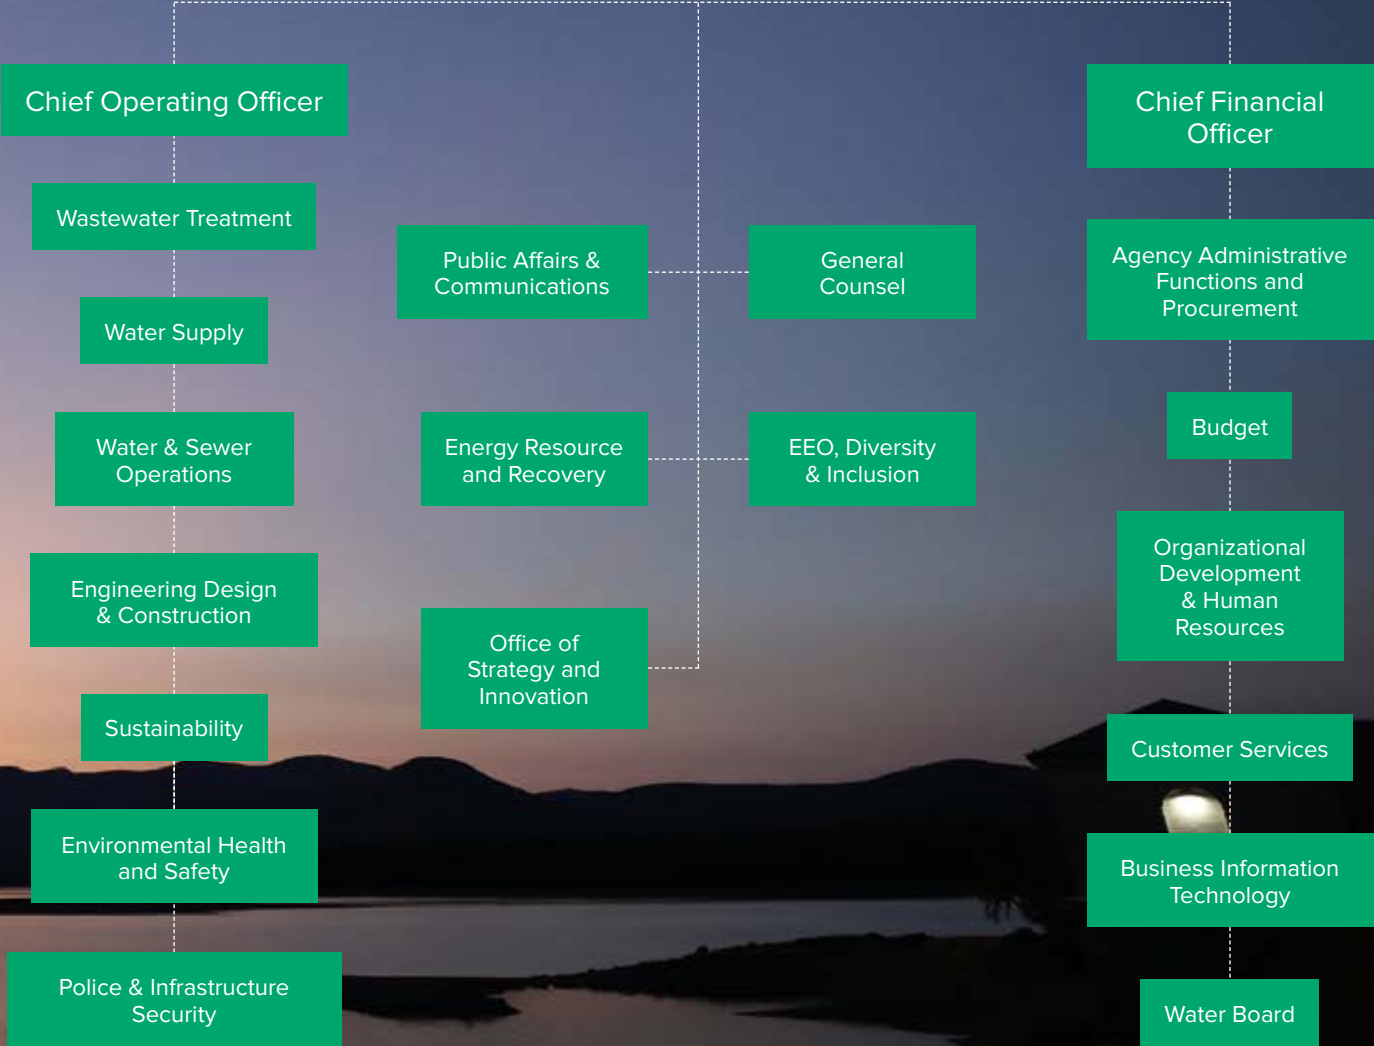 Chief Operating Officer
Wastewater Treatment
Water Supply
Water & Sewer
Operations
Engineering Design
& Construction
Sustainability
Environmental Health
and Safety
Police & Infrastructure
Security
Public Affairs &
Communications
General
Counsel
Energy Resource
and Recovery
EEO, Diversity
& Inclusion
Office of
Strategy and
Innovation
Chief Financial
Officer
Agency Administrative
Functions and
Procurement
Budget
Organizational
Development
& Human
Resources
Customer Services
Business Information
Technology
Water Board